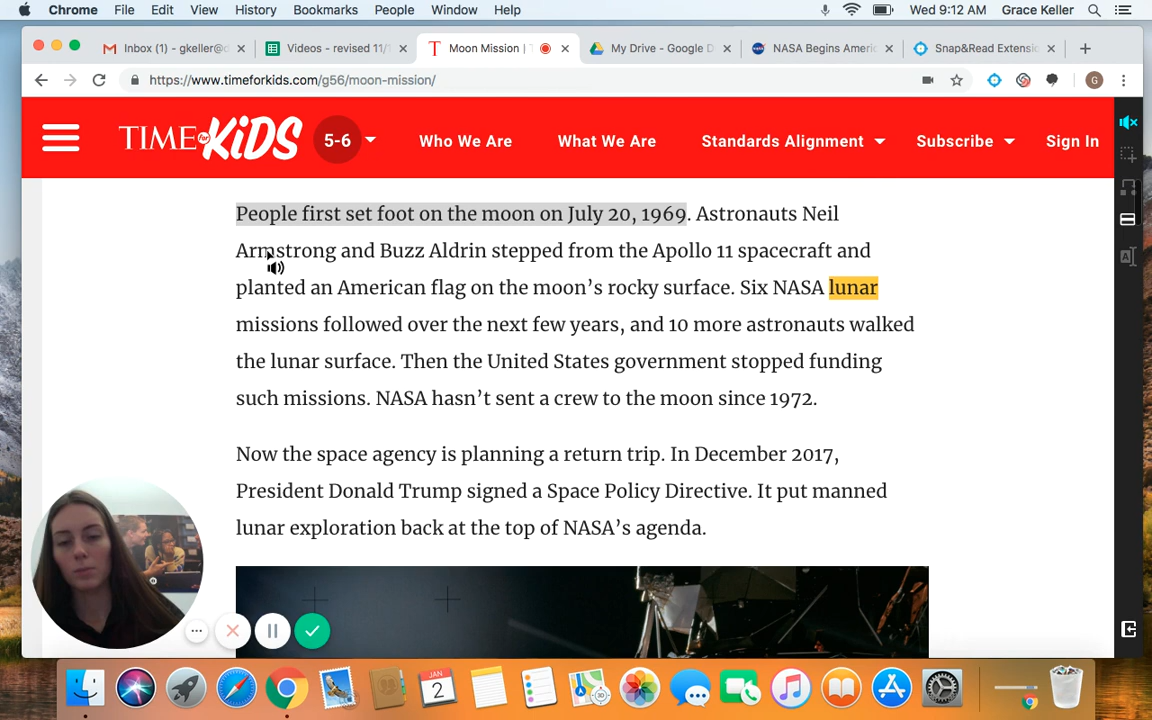 Chrome File Edit View History Bookmarks People Window Help Wed 9:12 AM Grace Keller
Inbox (1) - gkeller@d
Videos - revised 11/
Moon Mission | T
My Drive - Google D
NASA Begins Ameri
Snap&Read Extensi
https://www.timeforkids.com/g56/moon-mission/
G
TIME for KiDS
5-6
Who We Are
What We Are
Standards Alignment
Subscribe
Sign In
People first set foot on the moon on July 20, 1969. Astronauts Neil
Armstrong and Buzz Aldrin stepped from the Apollo 11 spacecraft and
planted an American flag on the moon’s rocky surface. Six NASA lunar
missions followed over the next few years, and 10 more astronauts walked
the lunar surface. Then the United States government stopped funding
such missions. NASA hasn’t sent a crew to the moon since 1972.
Now the space agency is planning a return trip. In December 2017,
President Donald Trump signed a Space Policy Directive. It put manned
lunar exploration back at the top of NASA’s agenda.
JAN
2